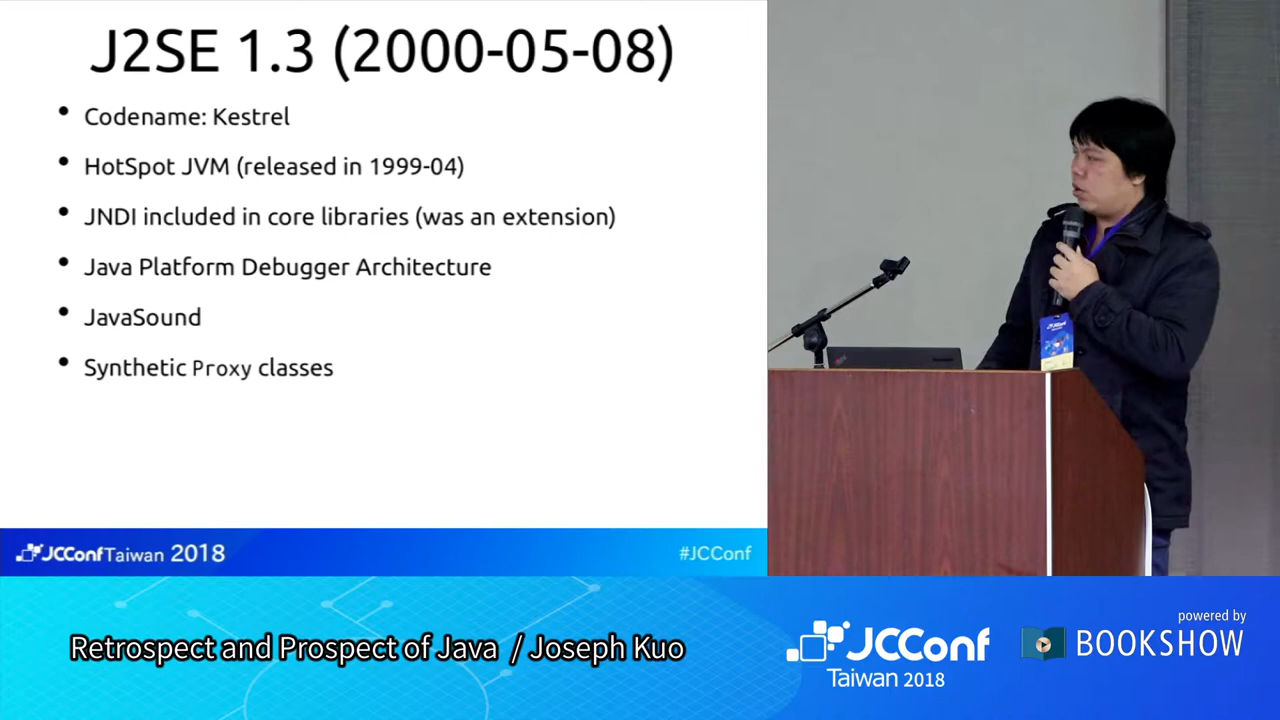 J2SE 1.3 (2000-05-08)
• Codename: Kestrel
• HotSpot JVM (released in 1999-04)
• JNDI included in core libraries (was an extension)
• Java Platform Debugger Architecture
• JavaSound
• Synthetic Proxy classes
JCConf Taiwan 2018
#JCConf
JCConf
Retrospect and Prospect of Java / Joseph Kuo
JCConf
Taiwan 2018
powered by
BOOKSHOW